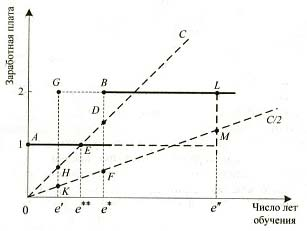 Заработная плата
C
G
B
L
2
D
M
C/2
A
1
E
H
F
K
0
e'
e**
e*
e"
Число лет
обучения